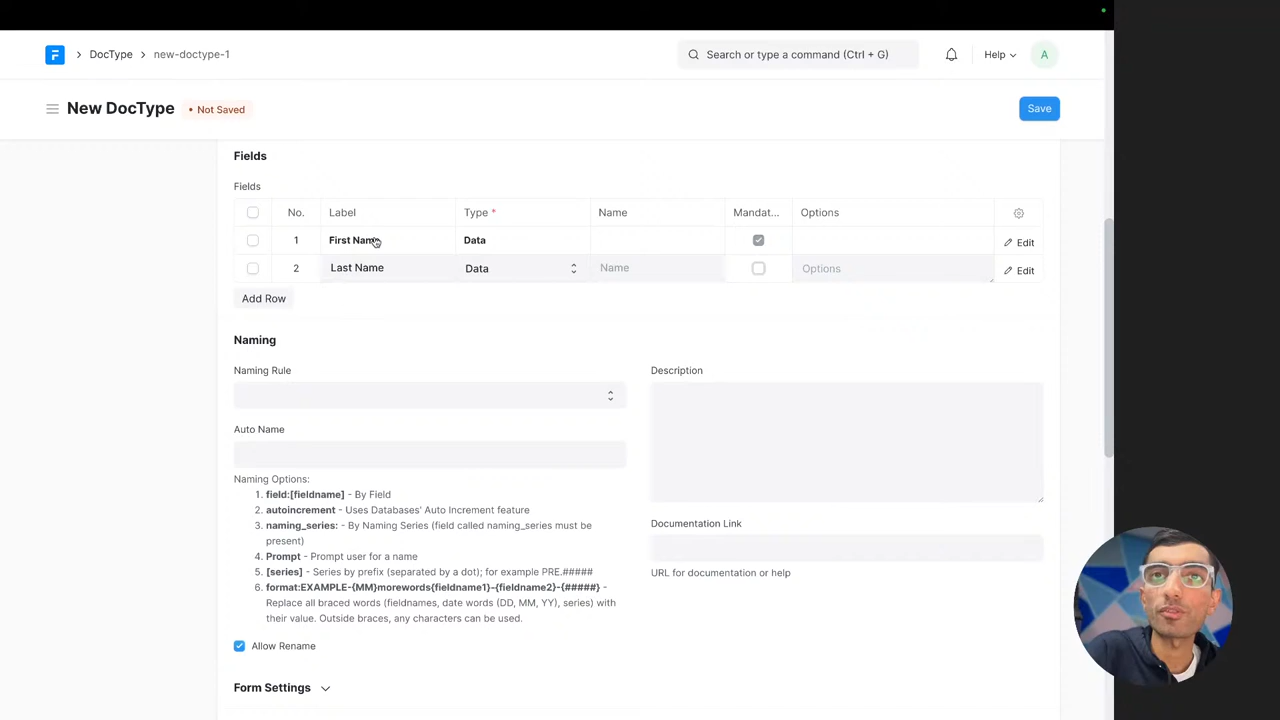 F > DocType > new-doctype-1 Search or type a command (Ctrl + G) Help A
New DocType • Not Saved Save
Fields
Fields
No. Label Type * Name Mandat... Options
1 First Name Data Edit
2 Last Name Data Name Options Edit
Add Row
Naming
Naming Rule
Description
Auto Name
Naming Options:
1. field:[fieldname] - By Field
2. autoincrement - Uses Databases' Auto Increment feature
3. naming_series: - By Naming Series (field called naming_series must be
present)
4. Prompt - Prompt user for a name
5. [series] - Series by prefix (separated by a dot); for example PRE.#####
6. format:EXAMPLE-{MM}morewords{fieldname1}-{fieldname2}-{#####} -
Replace all braced words (fieldnames, date words (DD, MM, YY), series) with
their value. Outside braces, any characters can be used.
Documentation Link
URL for documentation or help
Allow Rename
Form Settings